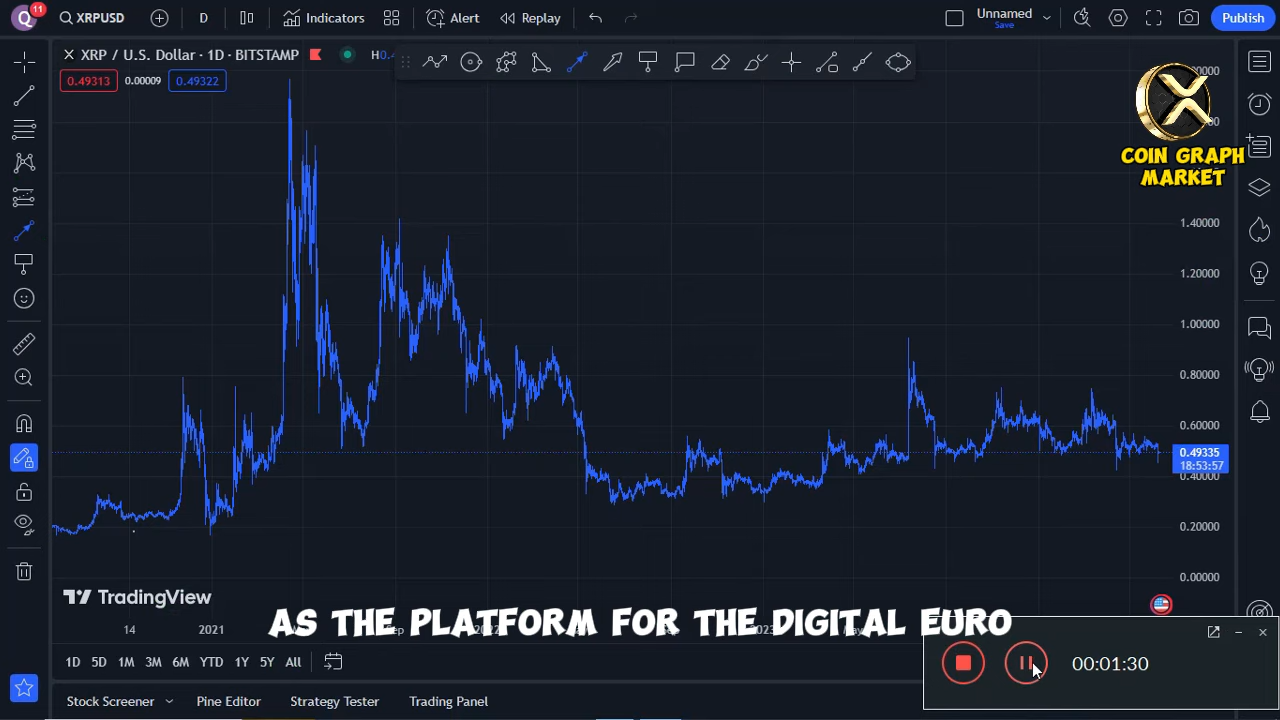 Q
11
XRPUSD
D
Indicators
Alert
Replay
Unnamed
Save
Publish
XRP / U.S. Dollar · 1D · BITSTAMP
0.49313
0.00009
0.49322
COIN GRAPH
MARKET
1.40000
1.20000
1.00000
0.80000
0.60000
0.49335
18:53:57
0.40000
0.20000
0.00000
TradingView
AS THE PLATFORM FOR THE DIGITAL EURO
14
2021
2022
1D
5D
1M
3M
6M
YTD
1Y
5Y
All
00:01:30
Stock Screener
Pine Editor
Strategy Tester
Trading Panel